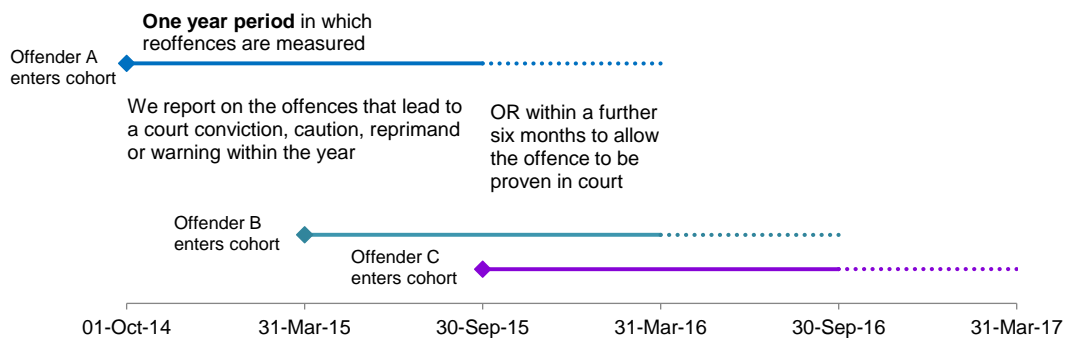 One year period in which
reoffences are measured
Offender A
enters cohort
We report on the offences that lead to
a court conviction, caution, reprimand
or warning within the year
OR within a further
six months to allow
the offence to be
proven in court
Offender B
enters cohort
Offender C
enters cohort
01-Oct-14 31-Mar-15 30-Sep-15 31-Mar-16 30-Sep-16 31-Mar-17